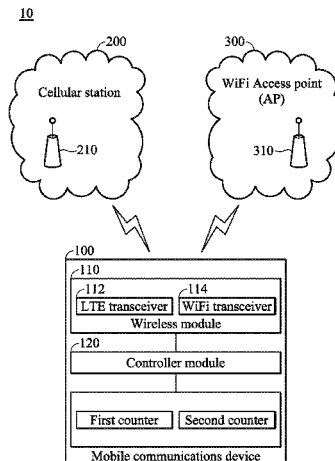 10
200
300
Cellular station
WiFi Access point
(AP)
210
310
100
110
112
114
LTE transceiver
WiFi transceiver
Wireless module
120
Controller module
First counter
Second counter
Mobile communications device